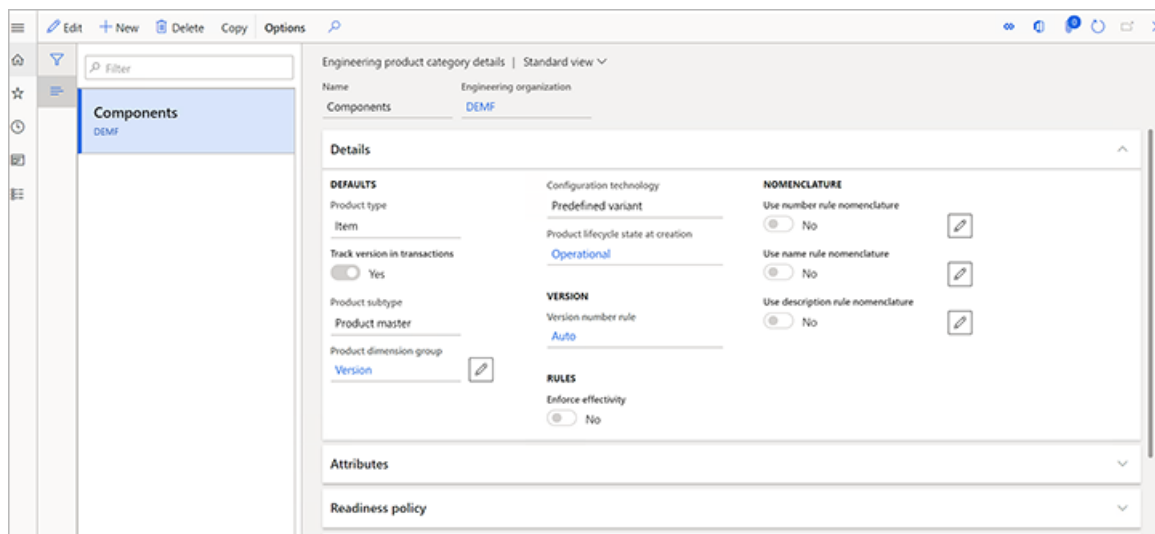 Edit New Delete Copy Options
0
Filter
Components
DEMF
Engineering product category details | Standard view
Name
Engineering organization
Components
DEMF
Details
DEFAULTS
Product type
Item
Track version in transactions
Yes
Product subtype
Product master
Product dimension group
Version
Configuration technology
Predefined variant
Product lifecycle state at creation
Operational
VERSION
Version number rule
Auto
RULES
Enforce effectivity
No
NOMENCLATURE
Use number rule nomenclature
No
Use name rule nomenclature
No
Use description rule nomenclature
No
Attributes
Readiness policy